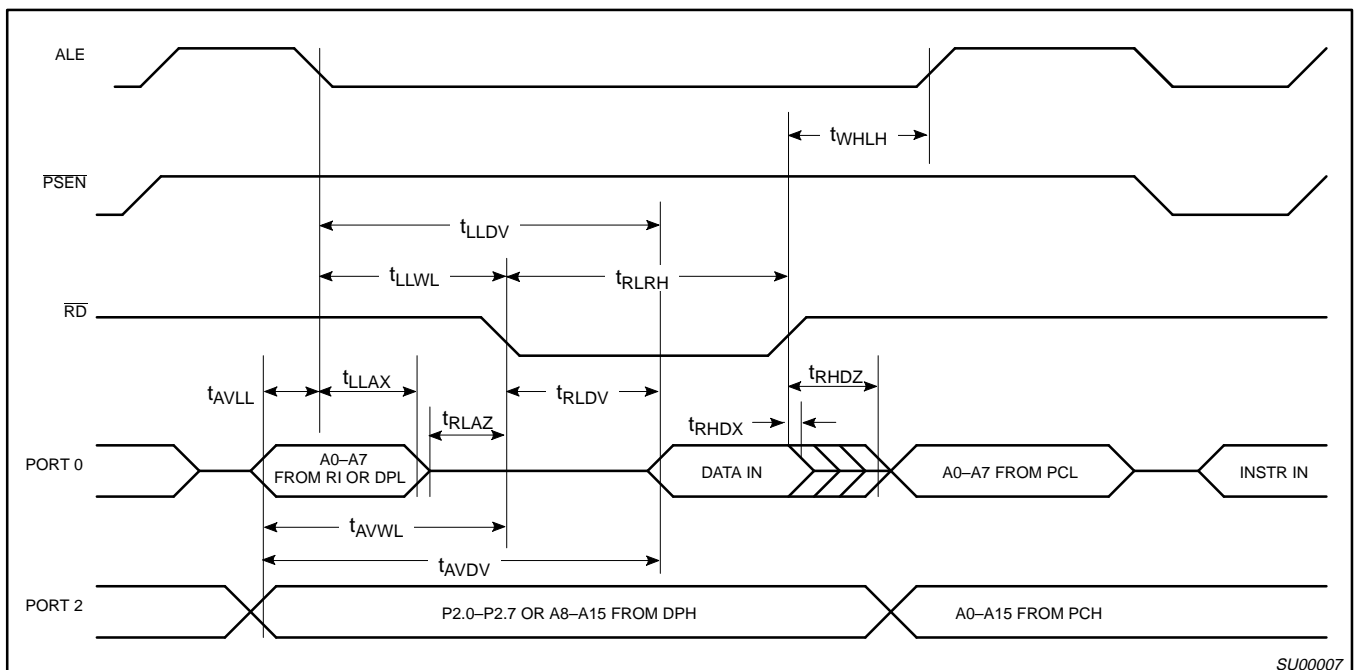 ALE
tWHLH
PSEN
tLLDV
tLLWL
tRLRH
RD
tAVLL
tLLAX
tRLAZ
tRLDV
tRHDZ
tRHDX
PORT 0
A0–A7
FROM RI OR DPL
DATA IN
A0–A7 FROM PCL
INSTR IN
tAVWL
tAVDV
PORT 2
P2.0–P2.7 OR A8–A15 FROM DPH
A0–A15 FROM PCH
SU00007